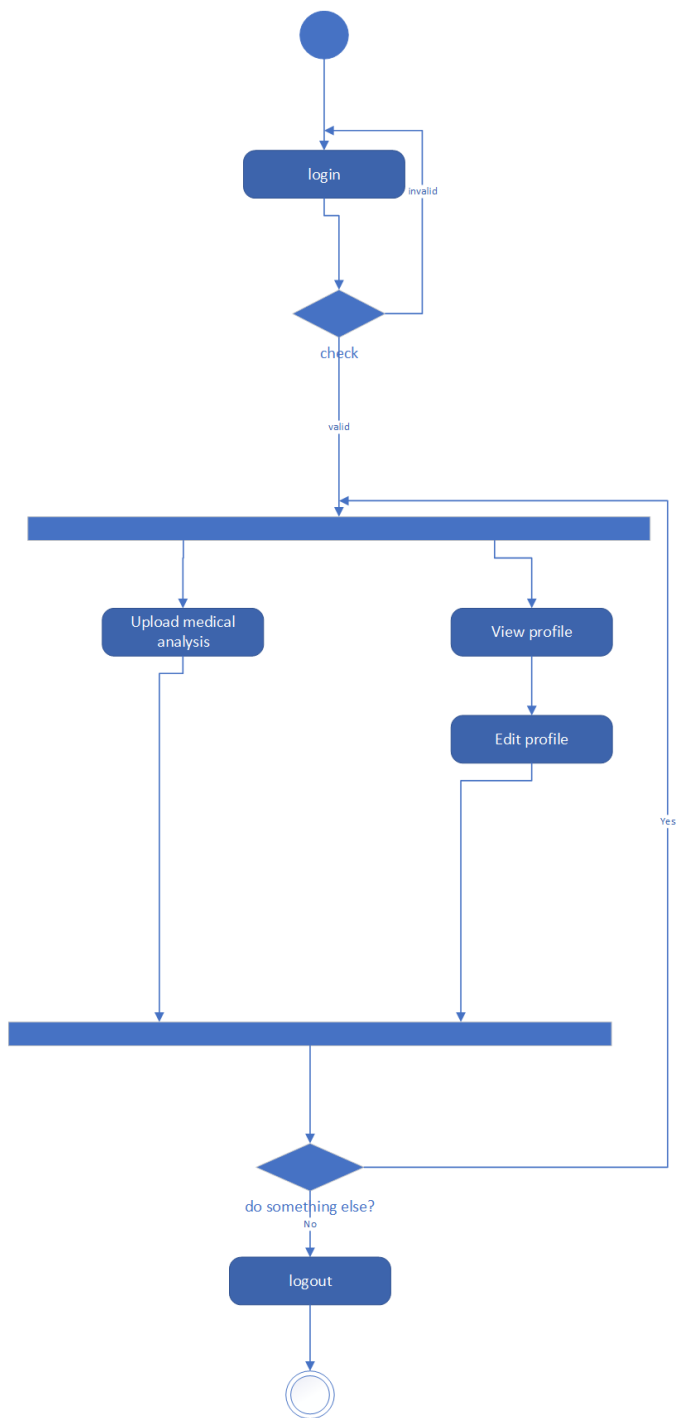 login
invalid
check
valid
Upload medical
analysis
View profile
Edit profile
Yes
do something else?
No
logout